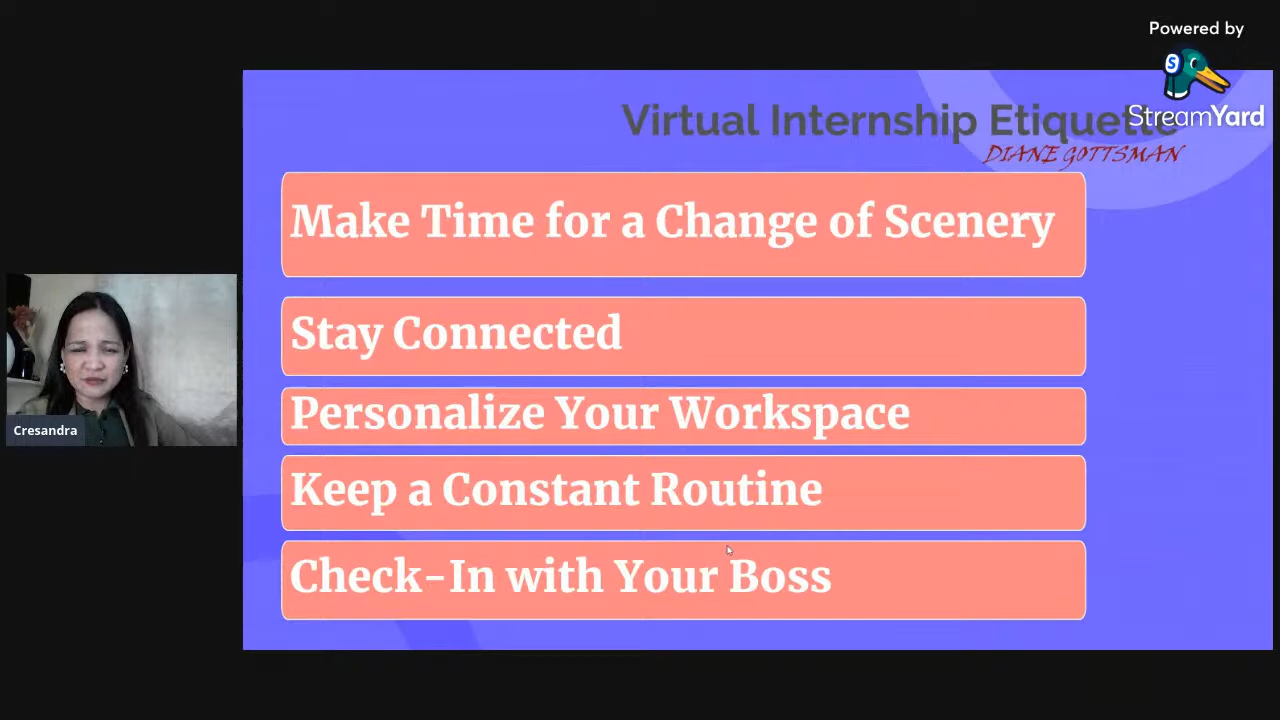 Powered by
S
StreamYard
Virtual Internship Etiquette
DIANE GOTTSMAN
Make Time for a Change of Scenery
Stay Connected
Personalize Your Workspace
Keep a Constant Routine
Check-In with Your Boss
Cresandra